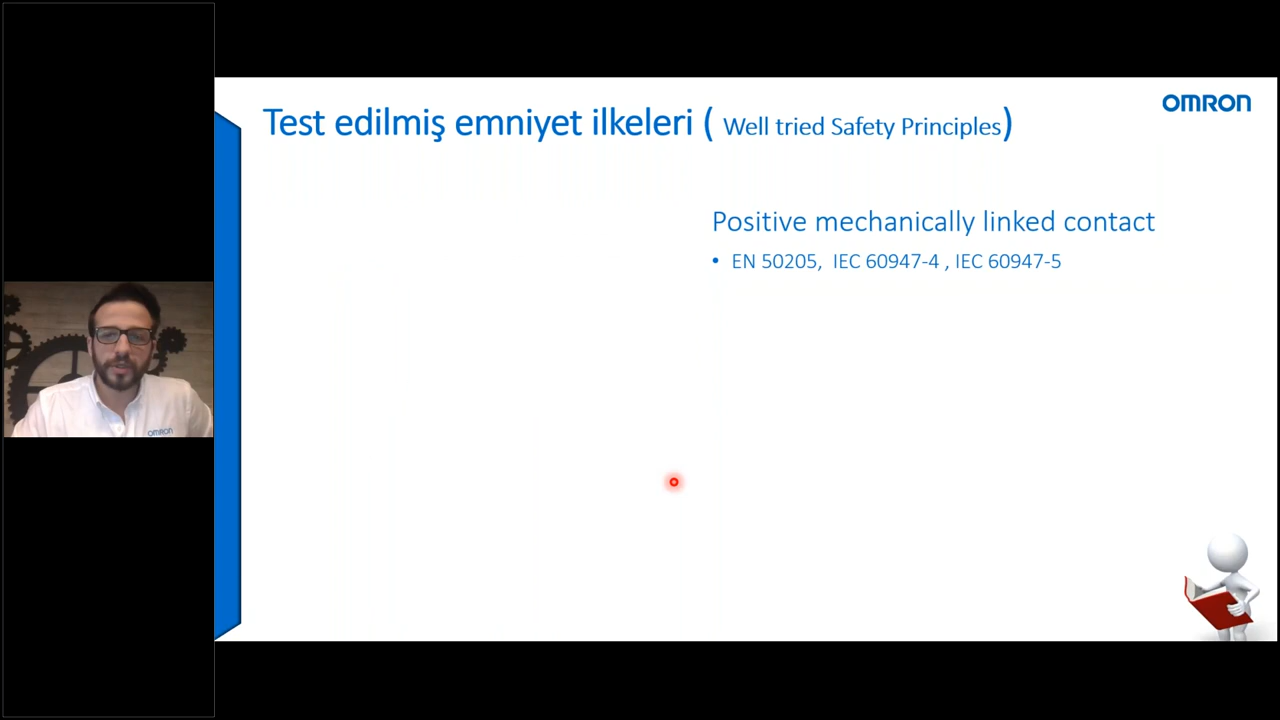 OMRON
Test edilmiş emniyet ilkeleri ( Well tried Safety Principles)
Positive mechanically linked contact
• EN 50205, IEC 60947-4 , IEC 60947-5
OMRON